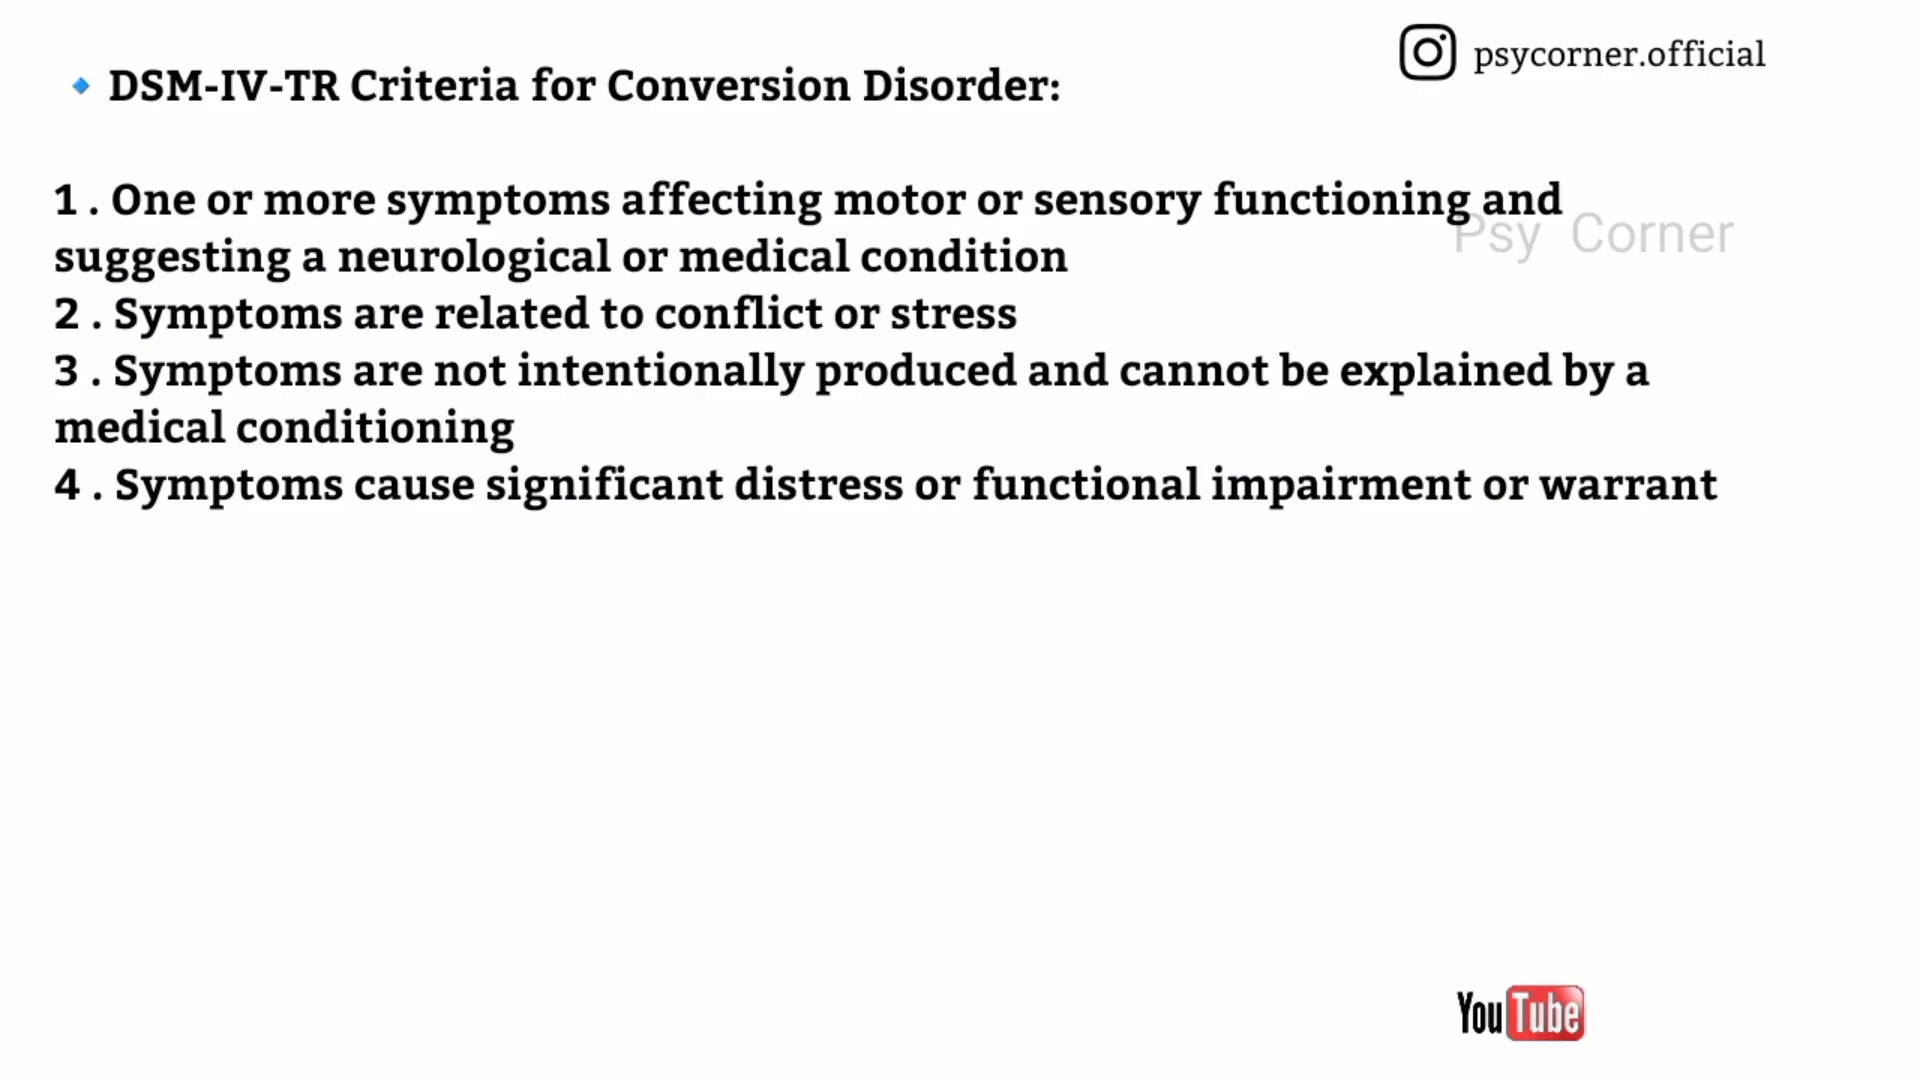 psycorner.official
🔹 DSM-IV-TR Criteria for Conversion Disorder:
1 . One or more symptoms affecting motor or sensory functioning and
Psy Corner
suggesting a neurological or medical condition
2 . Symptoms are related to conflict or stress
3 . Symptoms are not intentionally produced and cannot be explained by a
medical conditioning
4 . Symptoms cause significant distress or functional impairment or warrant
YouTube